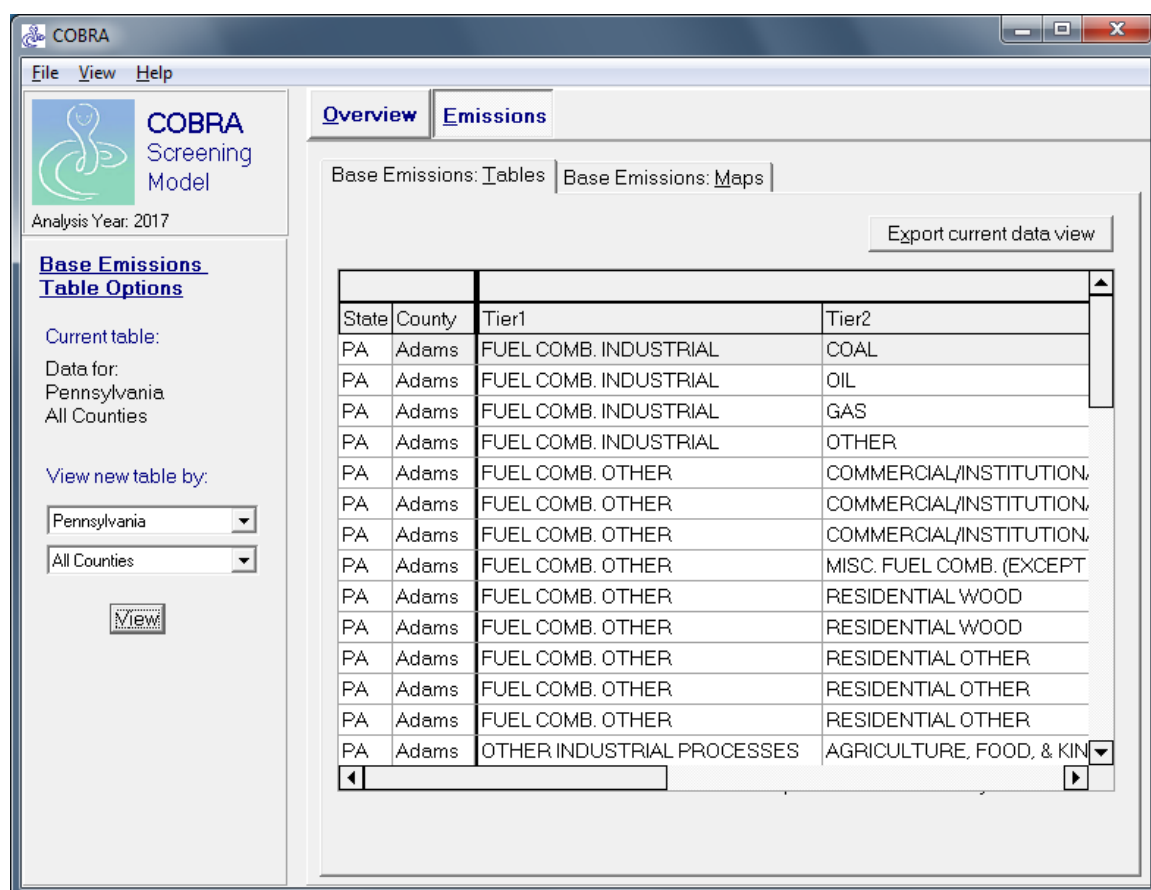 COBRA
File View Help
COBRA
Screening
Model
Analysis Year: 2017
Base Emissions
Table Options
Current table:
Data for:
Pennsylvania
All Counties
View new table by:
Pennsylvania
All Counties
View
Overview Emissions
Base Emissions: Tables Base Emissions: Maps
Export current data view
State County Tier1 Tier2
PA Adams FUEL COMB. INDUSTRIAL COAL
PA Adams FUEL COMB. INDUSTRIAL OIL
PA Adams FUEL COMB. INDUSTRIAL GAS
PA Adams FUEL COMB. INDUSTRIAL OTHER
PA Adams FUEL COMB. OTHER COMMERCIAL/INSTITUTION
PA Adams FUEL COMB. OTHER COMMERCIAL/INSTITUTION
PA Adams FUEL COMB. OTHER COMMERCIAL/INSTITUTION
PA Adams FUEL COMB. OTHER MISC. FUEL COMB. (EXCEPT
PA Adams FUEL COMB. OTHER RESIDENTIAL WOOD
PA Adams FUEL COMB. OTHER RESIDENTIAL WOOD
PA Adams FUEL COMB. OTHER RESIDENTIAL OTHER
PA Adams FUEL COMB. OTHER RESIDENTIAL OTHER
PA Adams FUEL COMB. OTHER RESIDENTIAL OTHER
PA Adams OTHER INDUSTRIAL PROCESSES AGRICULTURE, FOOD, & KIN